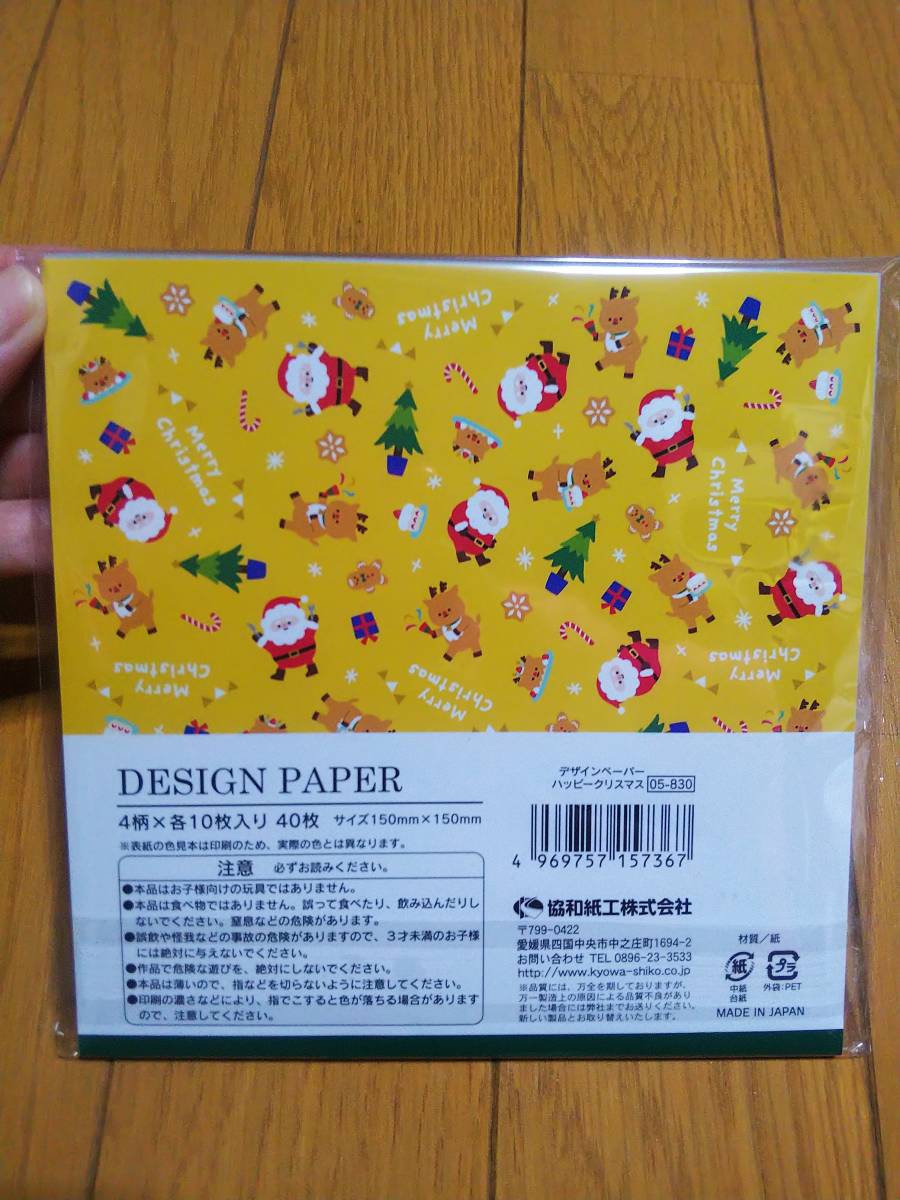 Merry
Christmas
Merry
Christmas
Merry
Christmas
Merry
Christmas
Merry
Christmas
Merry
Christmas
DESIGN PAPER
4柄×各10枚入り 40枚 サイズ150mm×150mm
※表紙の色見本は印刷のため、実際の色とは異なります。
注意 必ずお読みください。
●本品はお子様向けの玩具ではありません。
●本品は食べ物ではありません。誤って食べたり、飲み込んだりし
ないでください。窒息などの危険があります。
●誤飲や怪我などの事故の危険がありますので、3才未満のお子様
には絶対に与えないでください。
●作品で危険な遊びを、絶対にしないでください。
●本品は薄いので、指などを切らないように注意してください。
●印刷の濃さなどにより、指でこすると色が落ちる場合があります
ので、注意してください。
デザインペーパー
ハッピークリスマス 05-830
4 969757 157367
協和紙工株式会社
〒799-0422
愛媛県四国中央市中之庄町1694-2
お問い合わせ TEL 0896-23-3533
http://www.kyowa-shiko.co.jp
※品質には、万全を期しておりますが、
万一製造上の原因による品質不良があり
ました場合には弊社までお送りください。
新しい製品とお取り替えいたします。
材質/紙
紙
プラ
中紙
台紙
外袋:PET
MADE IN JAPAN